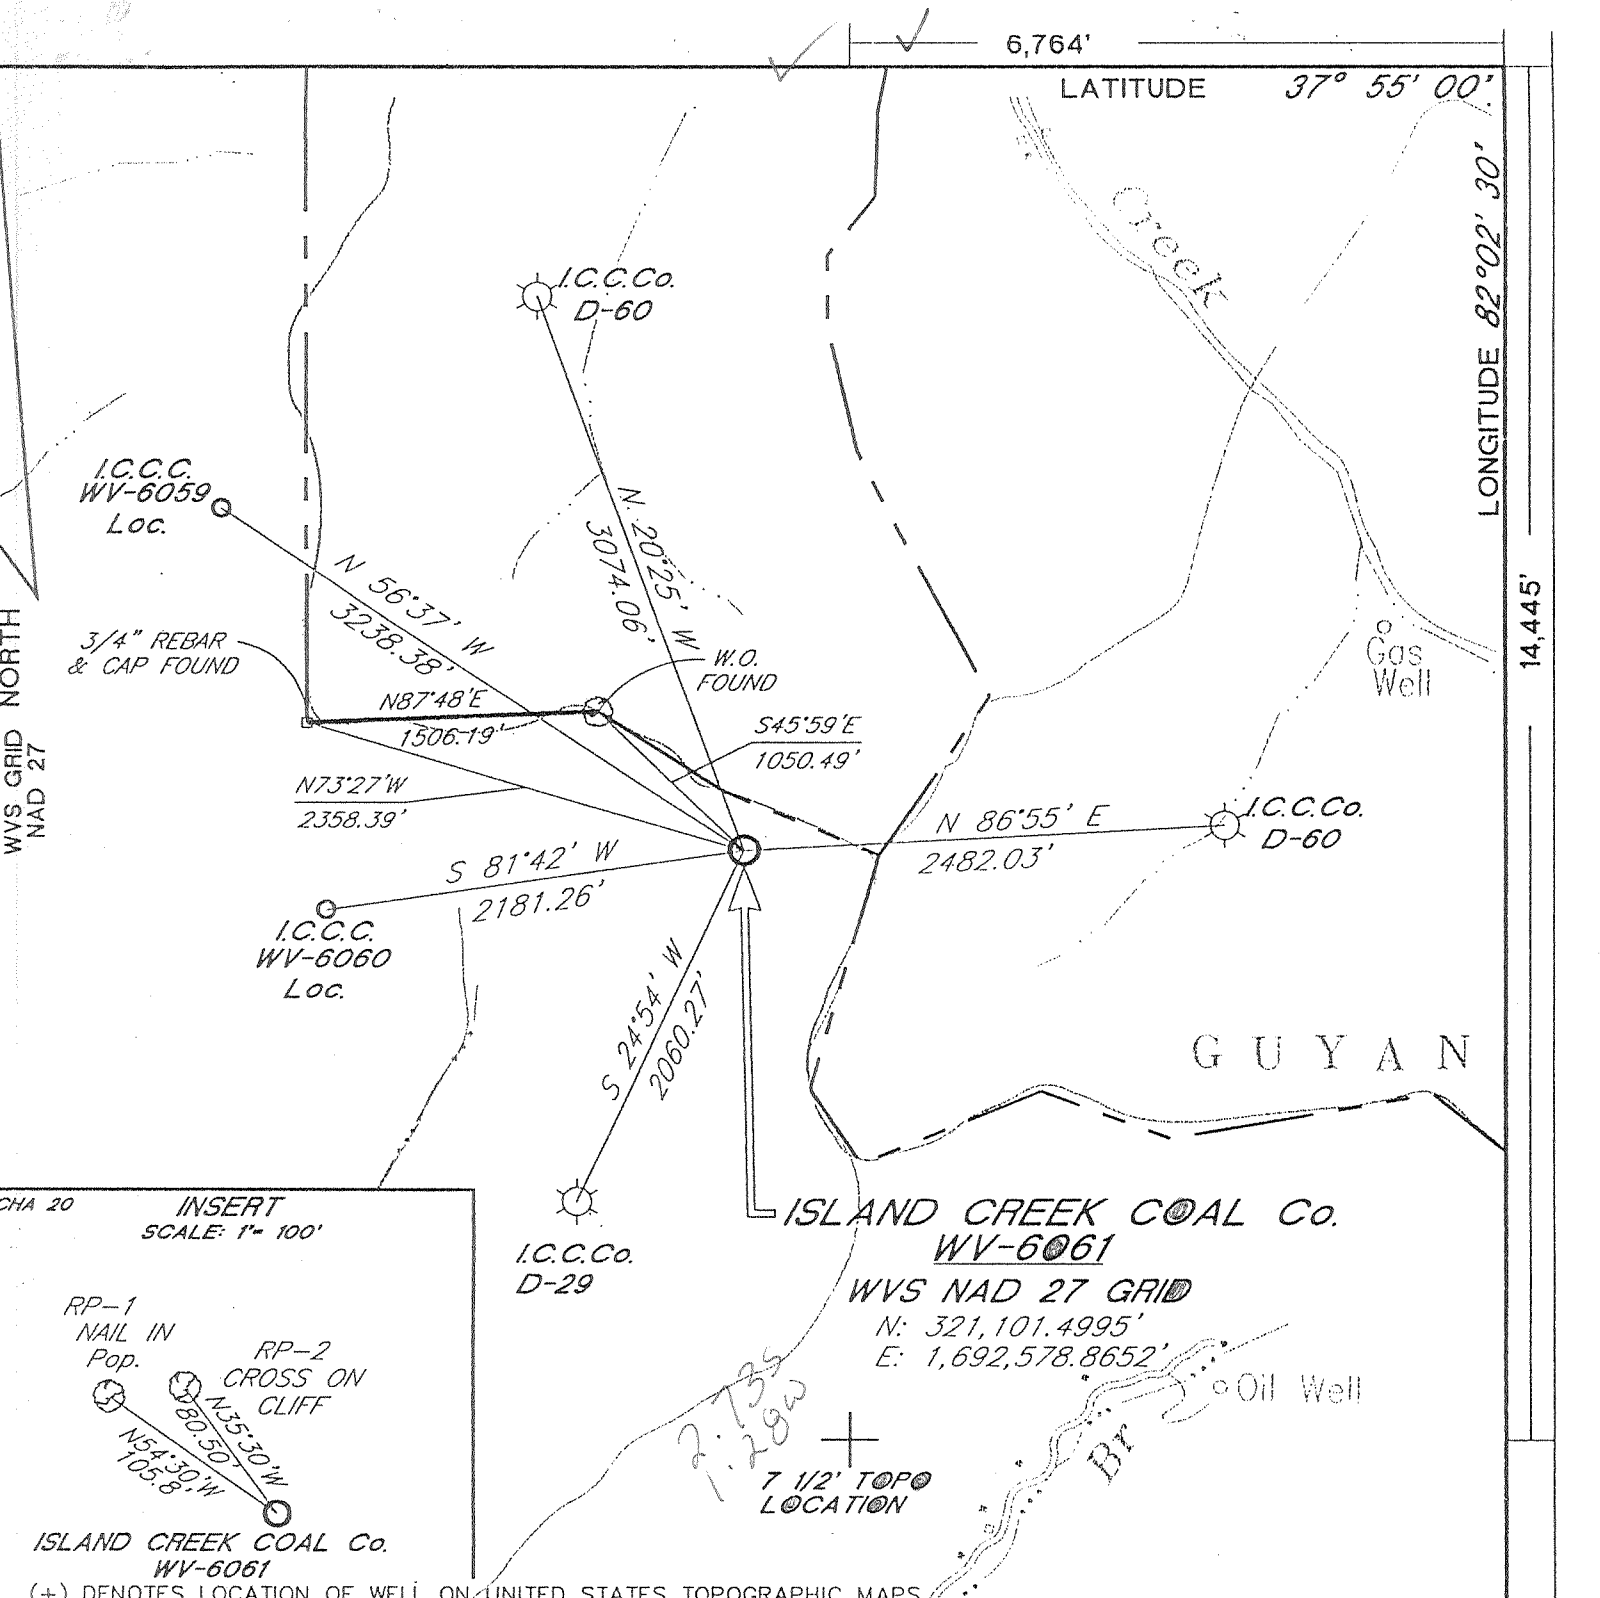 6,764'
LATITUDE 37° 55' 00"
LONGITUDE 82°02' 30"
14,445'
Creek
I.C.C.Co.
D-60
I.C.C.C.
WV-6059
Loc.
N 56°37' W
3238.38'
N 20°25' W
3074.06'
WVS GRID NORTH
NAD 27
3/4" REBAR
& CAP FOUND
W.O.
FOUND
Gas
Well
N87°48'E
1506.19'
S45°59'E
1050.49'
N73°27'W
2358.39'
N 86°55' E
2482.03'
I.C.C.Co.
D-60
S 81°42' W
2181.26'
I.C.C.C.
WV-6060
Loc.
S 24°54' W
2060.27'
GUYAN
I.C.C.Co.
D-29
ISLAND CREEK COAL Co.
WV-6061
WVS NAD 27 GRID
N: 321,101.4995'
E: 1,692,578.8652'
Oil Well
Br
2.73s
1.28w
7 1/2' TOPO
LOCATION
CHA 20
INSERT
SCALE: 1"= 100'
RP-1
NAIL IN
Pop.
RP-2
CROSS ON
CLIFF
N35°30'W
80.50'
N54°30'W
105.8'
ISLAND CREEK COAL Co.
WV-6061
(+) DENOTES LOCATION OF WELL ON UNITED STATES TOPOGRAPHIC MAPS